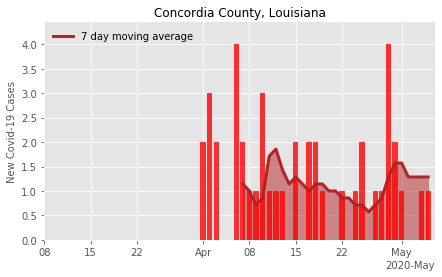 Concordia County, Louisiana
7 day moving average
New Covid-19 Cases
4.0
3.5
3.0
2.5
2.0
1.5
1.0
0.5
0.0
08 15 22 Apr 08 15 22 May
2020-May